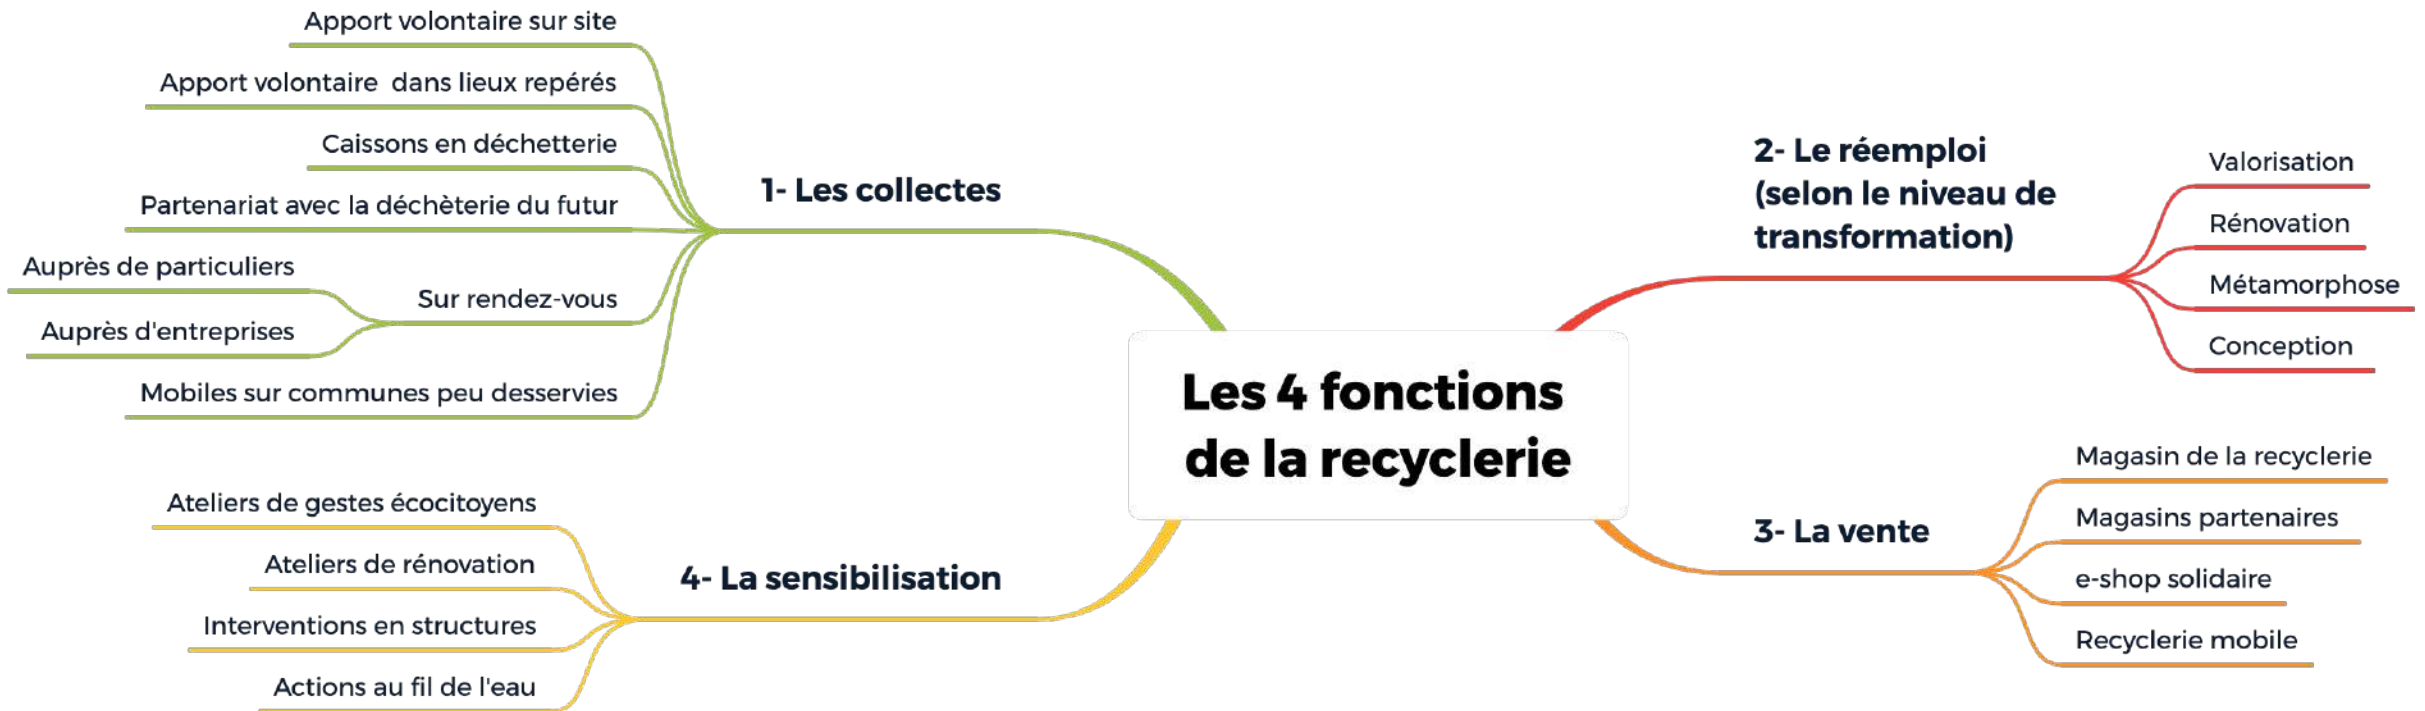 Les 4 fonctions
de la recyclerie
1- Les collectes
Apport volontaire sur site
Apport volontaire dans lieux repérés
Caissons en déchetterie
Partenariat avec la déchèterie du futur
Sur rendez-vous
Auprès de particuliers
Auprès d'entreprises
Mobiles sur communes peu desservies
2- Le réemploi
(selon le niveau de
transformation)
Valorisation
Rénovation
Métamorphose
Conception
3- La vente
Magasin de la recyclerie
Magasins partenaires
e-shop solidaire
Recyclerie mobile
4- La sensibilisation
Ateliers de gestes écocitoyens
Ateliers de rénovation
Interventions en structures
Actions au fil de l'eau